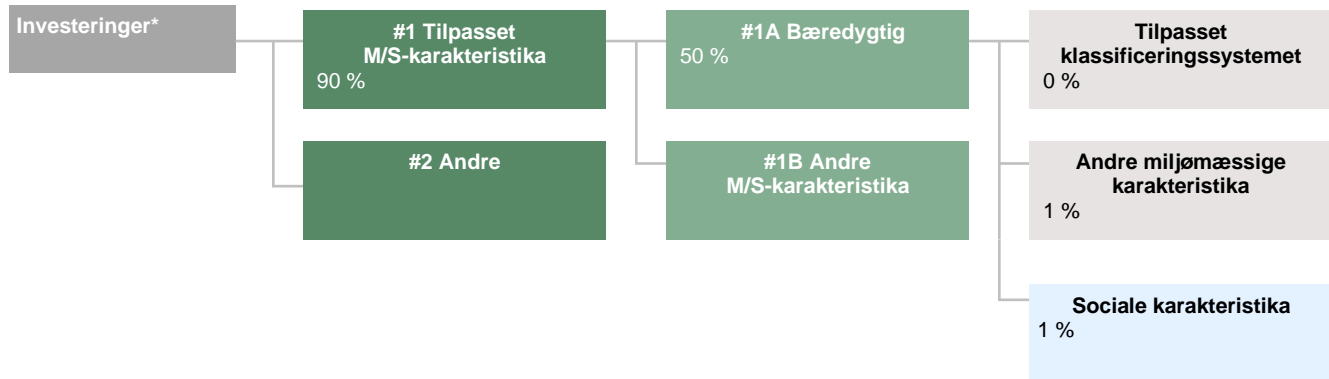 Investeringer*
#1 Tilpasset
M/S-karakteristika
90 %
#1A Bæredygtig
50 %
Tilpasset
klassificeringssystemet
0 %
#2 Andre
#1B Andre
M/S-karakteristika
Andre miljømæssige
karakteristika
1 %
Sociale karakteristika
1 %